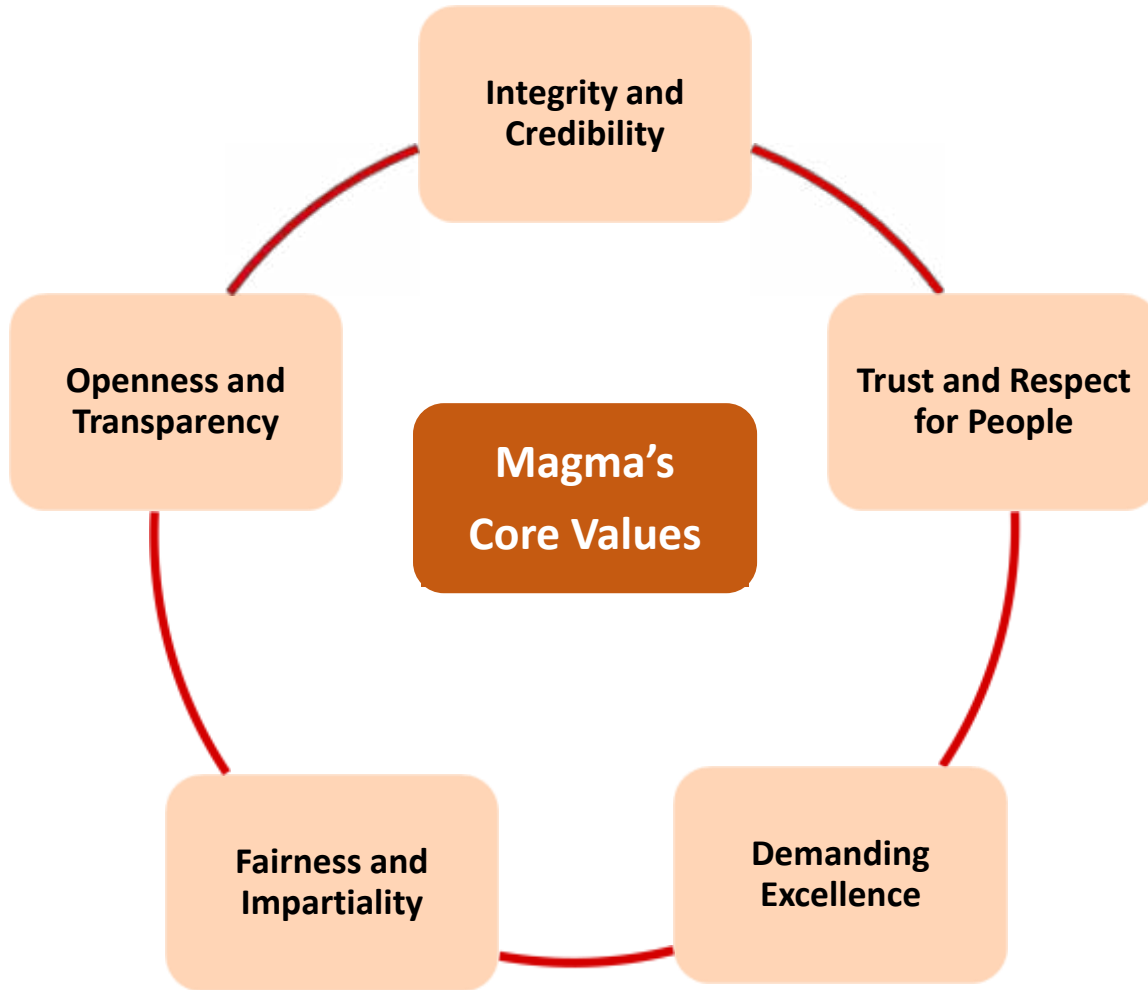 Integrity and
Credibility
Trust and Respect
for People
Demanding
Excellence
Fairness and
Impartiality
Openness and
Transparency
Magma’s
Core Values